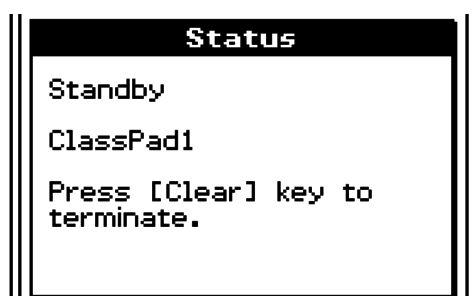 Status
Standby
ClassPad1
Press [Clear] key to
terminate.